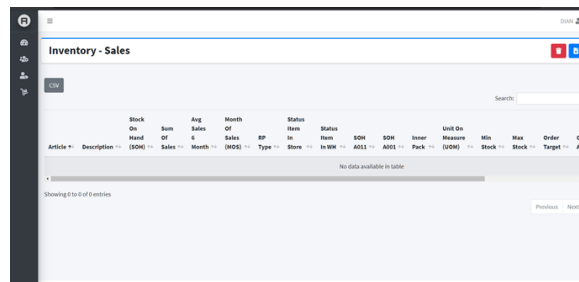 R
DIAN
Inventory - Sales
CSV
Search:
Article
Description
Stock On Hand (SOH)
Sum Of Sales
Avg Sales 6 Month
Month Of Sales (MOS)
RP Type
Status Item In Store
Status Item In WH
SOH A011
SOH A001
Inner Pack
Unit On Measure (UOM)
Min Stock
Max Stock
Order Target
No data available in table
Showing 0 to 0 of 0 entries
Previous Next